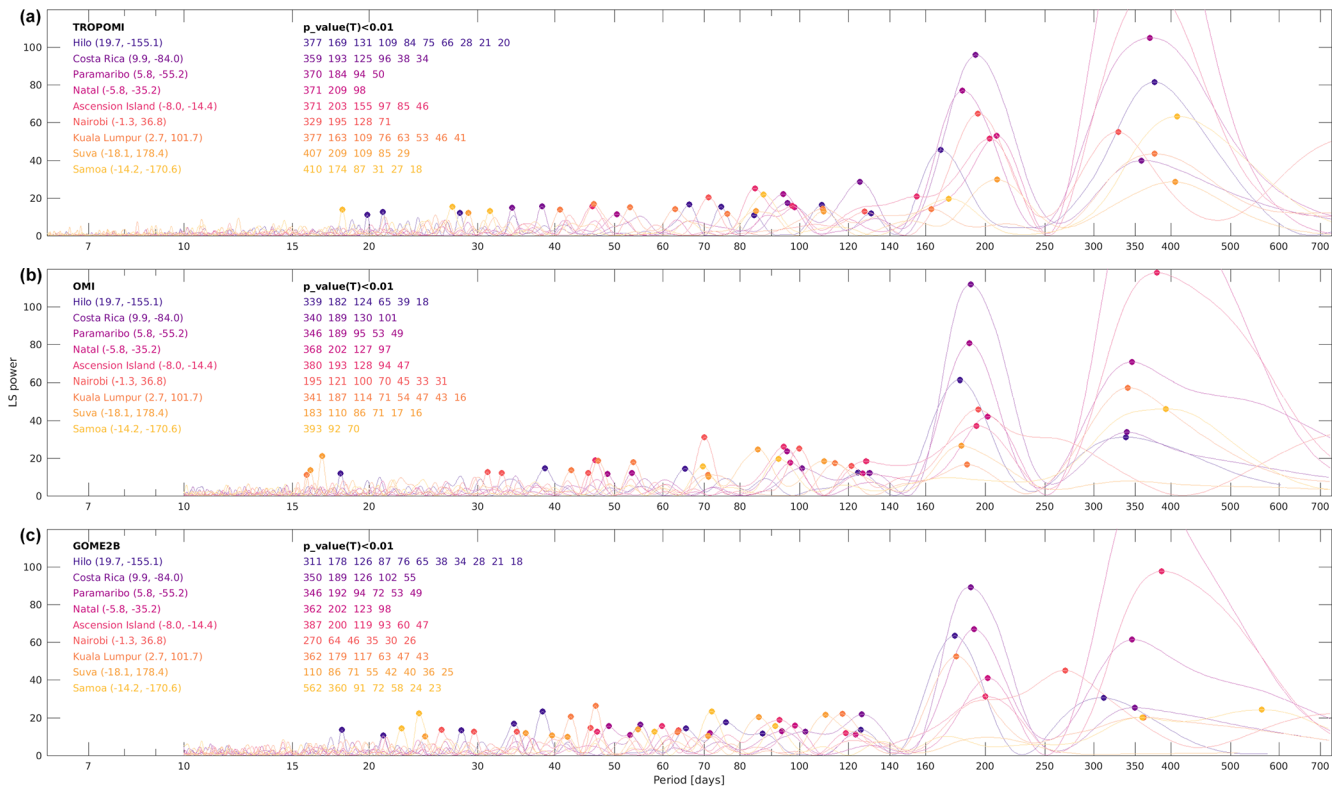 (a)
TROPOMI p_value(T)<0.01
Hilo (19.7, -155.1) 377 169 131 109 84 75 66 28 21 20
Costa Rica (9.9, -84.0) 359 193 125 96 38 34
Paramaribo (5.8, -55.2) 370 184 94 50
Natal (-5.8, -35.2) 371 209 98
Ascension Island (-8.0, -14.4) 371 203 155 97 85 46
Nairobi (-1.3, 36.8) 329 195 128 71
Kuala Lumpur (2.7, 101.7) 377 163 109 76 63 53 46 41
Suva (-18.1, 178.4) 407 209 109 85 29
Samoa (-14.2, -170.6) 410 174 87 31 27 18
100
80
60
40
20
0
7 10 15 20 25 30 40 50 60 70 80 100 120 140 160 200 250 300 350 400 500 600 700
(b)
OMI p_value(T)<0.01
Hilo (19.7, -155.1) 339 182 124 65 39 18
Costa Rica (9.9, -84.0) 340 189 130 101
Paramaribo (5.8, -55.2) 346 189 95 53 49
Natal (-5.8, -35.2) 368 202 127 97
Ascension Island (-8.0, -14.4) 380 193 128 94 47
Nairobi (-1.3, 36.8) 195 121 100 70 45 33 31
Kuala Lumpur (2.7, 101.7) 341 187 114 71 54 47 43 16
Suva (-18.1, 178.4) 183 110 86 71 17 16
Samoa (-14.2, -170.6) 393 92 70
LS power
100
80
60
40
20
0
7 10 15 20 25 30 40 50 60 70 80 100 120 140 160 200 250 300 350 400 500 600 700
(c)
GOME2B p_value(T)<0.01
Hilo (19.7, -155.1) 311 178 126 87 76 65 38 34 28 21 18
Costa Rica (9.9, -84.0) 350 189 126 102 55
Paramaribo (5.8, -55.2) 346 192 94 72 53 49
Natal (-5.8, -35.2) 362 202 123 98
Ascension Island (-8.0, -14.4) 387 200 119 93 60 47
Nairobi (-1.3, 36.8) 270 64 46 35 30 26
Kuala Lumpur (2.7, 101.7) 362 179 117 63 47 43
Suva (-18.1, 178.4) 110 86 71 55 42 40 36 25
Samoa (-14.2, -170.6) 562 360 91 72 58 24 23
100
80
60
40
20
0
7 10 15 20 25 30 40 50 60 70 80 100 120 140 160 200 250 300 350 400 500 600 700
Period [days]